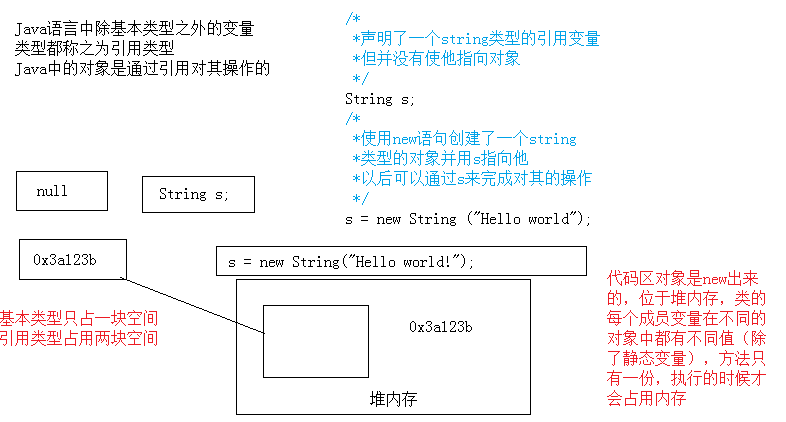 Java语言中除基本类型之外的变量
类型都称之为引用类型
Java中的对象是通过引用对其操作的
/*
*声明了一个string类型的引用变量
*但并没有使他指向对象
*/
String s;
/*
*使用new语句创建了一个string
*类型的对象并用s指向他
*以后可以通过s来完成对其的操作
*/
s = new String ("Hello world");
null
String s;
0x3a123b
s = new String("Hello world!");
基本类型只占一块空间
引用类型占用两块空间
0x3a123b
堆内存
代码区对象是new出来
的，位于堆内存，类的
每个成员变量在不同的
对象中都有不同值（除
了静态变量），方法只
有一份，执行的时候才
会占用内存